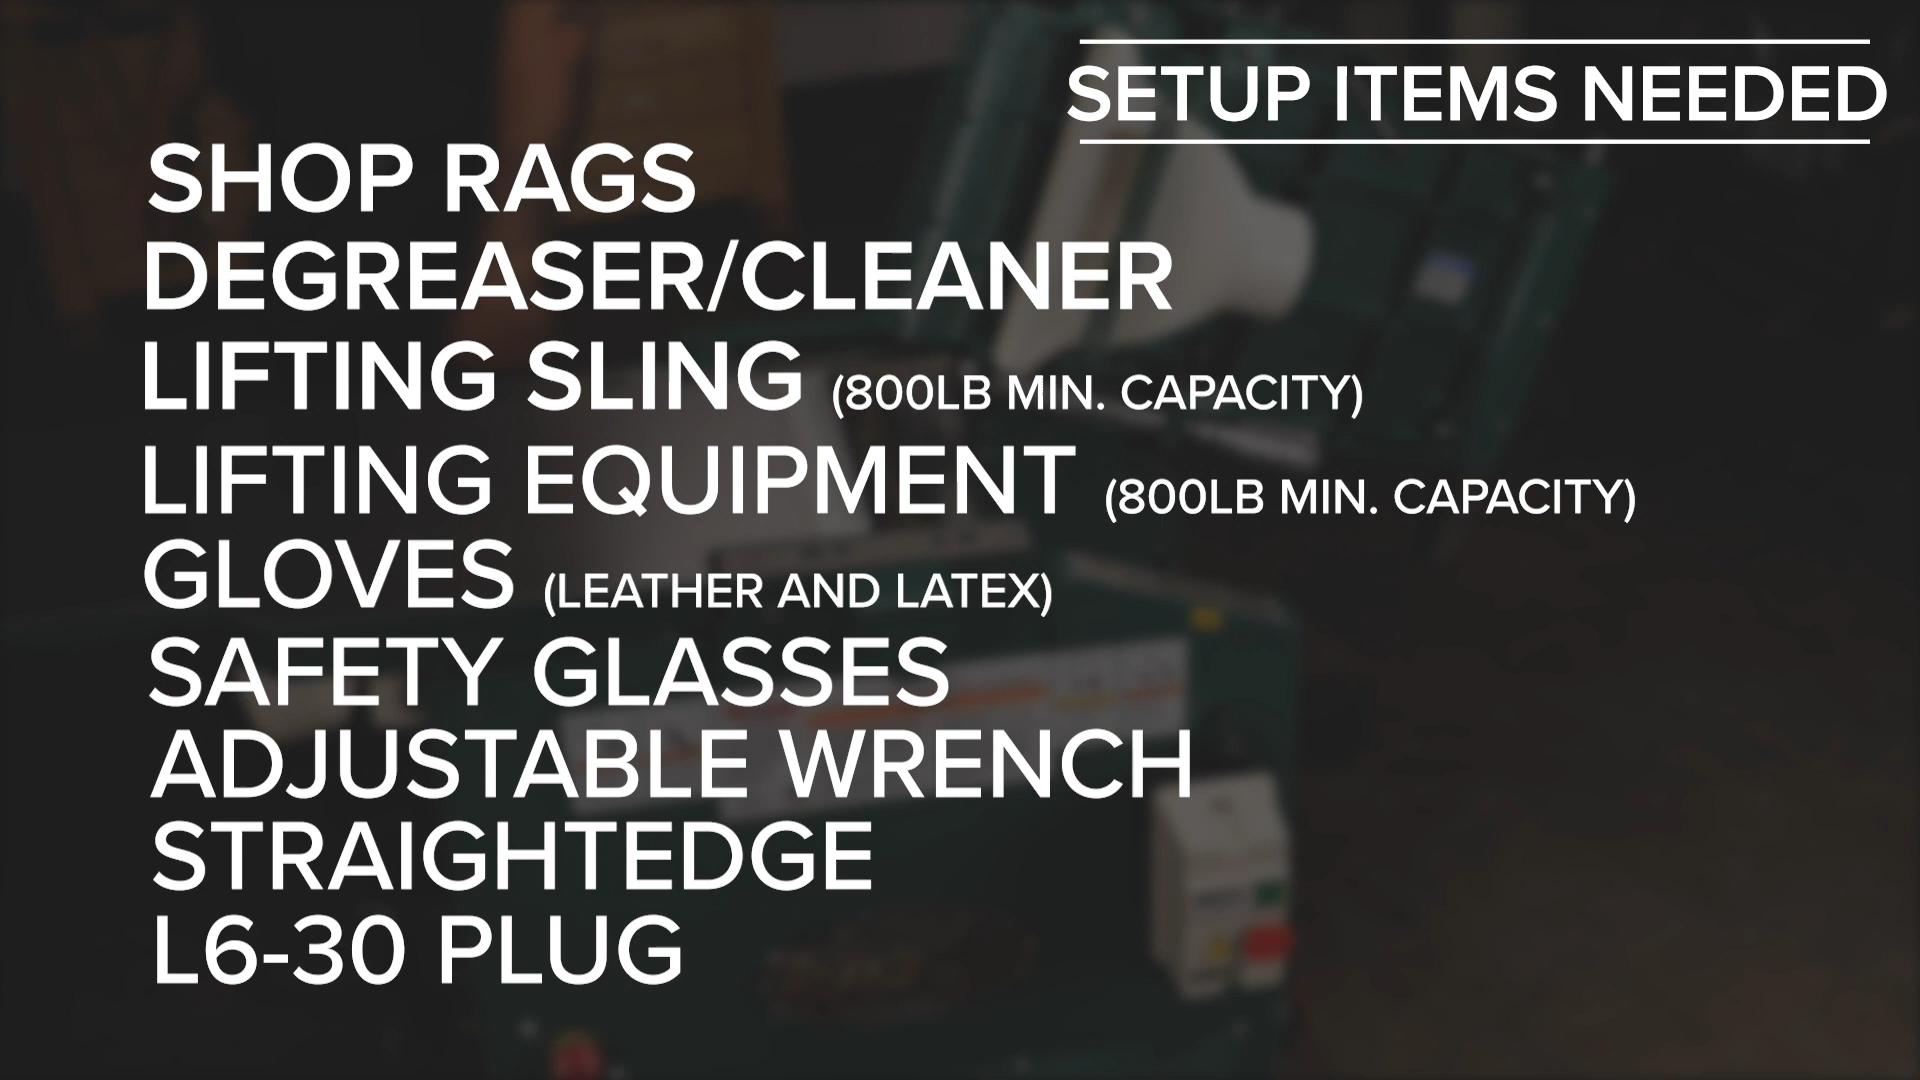 SETUP ITEMS NEEDED
SHOP RAGS
DEGREASER/CLEANER
LIFTING SLING (800LB MIN. CAPACITY)
LIFTING EQUIPMENT (800LB MIN. CAPACITY)
GLOVES (LEATHER AND LATEX)
SAFETY GLASSES
ADJUSTABLE WRENCH
STRAIGHTEDGE
L6-30 PLUG